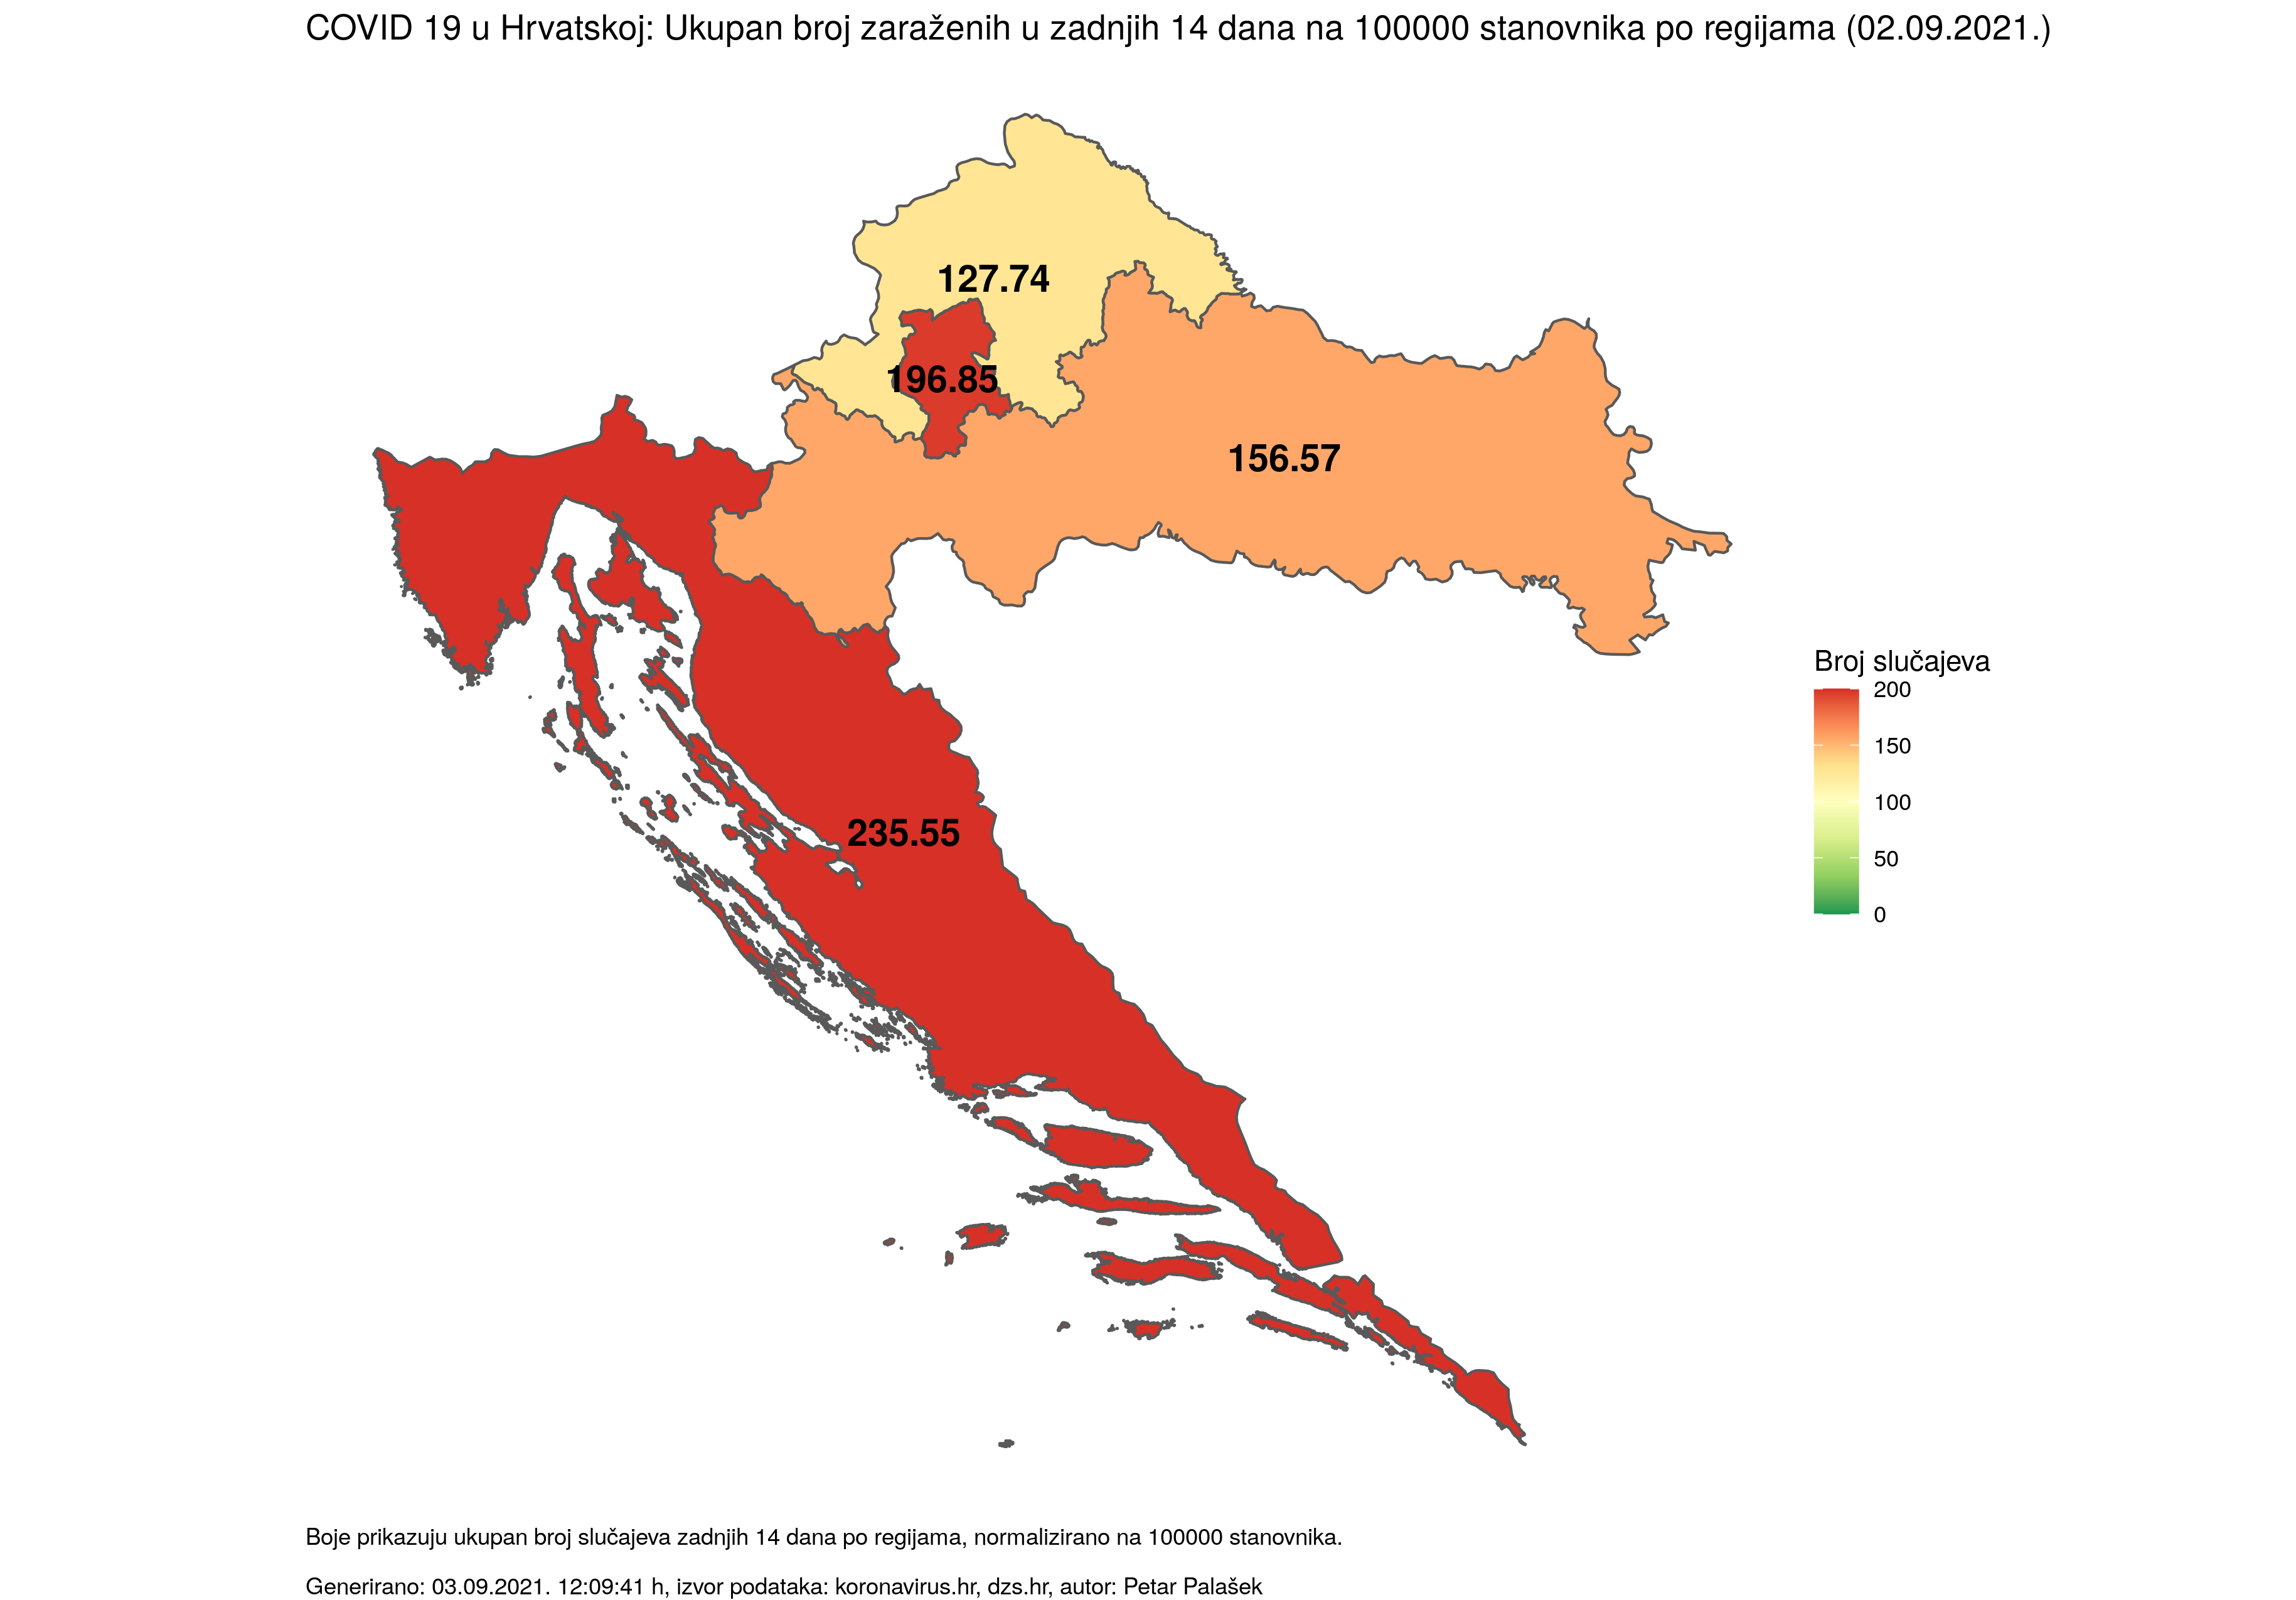 COVID 19 u Hrvatskoj: Ukupan broj zaraženih u zadnjih 14 dana na 100000 stanovnika po regijama (02.09.2021.)
127.74
196.85
156.57
235.55
Broj slučajeva
200
150
100
50
0
Boje prikazuju ukupan broj slučajeva zadnjih 14 dana po regijama, normalizirano na 100000 stanovnika.
Generirano: 03.09.2021. 12:09:41 h, izvor podataka: koronavirus.hr, dzs.hr, autor: Petar Palašek